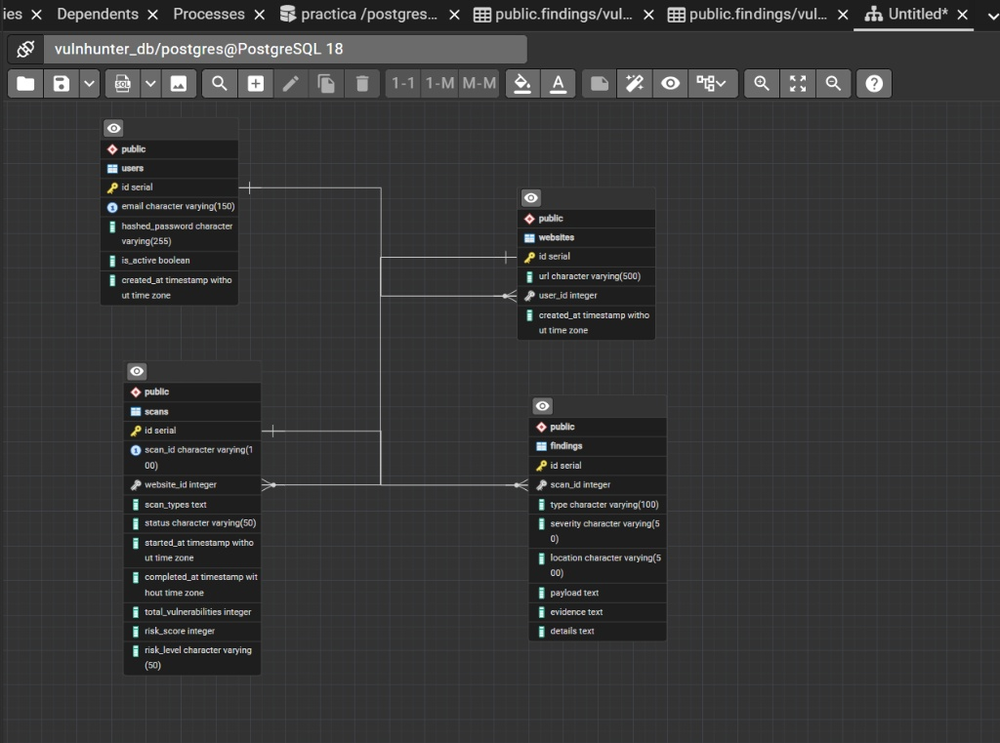 ies
Dependents
Processes
practica /postgres...
public.findings/vul...
public.findings/vul...
Untitled*
vulnhunter_db/postgres@PostgreSQL 18
SQL
1-1
1-M
M-M
A
?
public
users
id serial
1
email character varying(150)
hashed_password character
varying(255)
is_active boolean
created_at timestamp witho
ut time zone
public
websites
id serial
url character varying(500)
user_id integer
created_at timestamp witho
ut time zone
public
scans
id serial
1
scan_id character varying(1
00)
website_id integer
scan_types text
status character varying(50)
started_at timestamp witho
ut time zone
completed_at timestamp wit
hout time zone
total_vulnerabilities integer
risk_score integer
risk_level character varying
(50)
public
findings
id serial
scan_id integer
type character varying(100)
severity character varying(5
0)
location character varying(5
00)
payload text
evidence text
details text